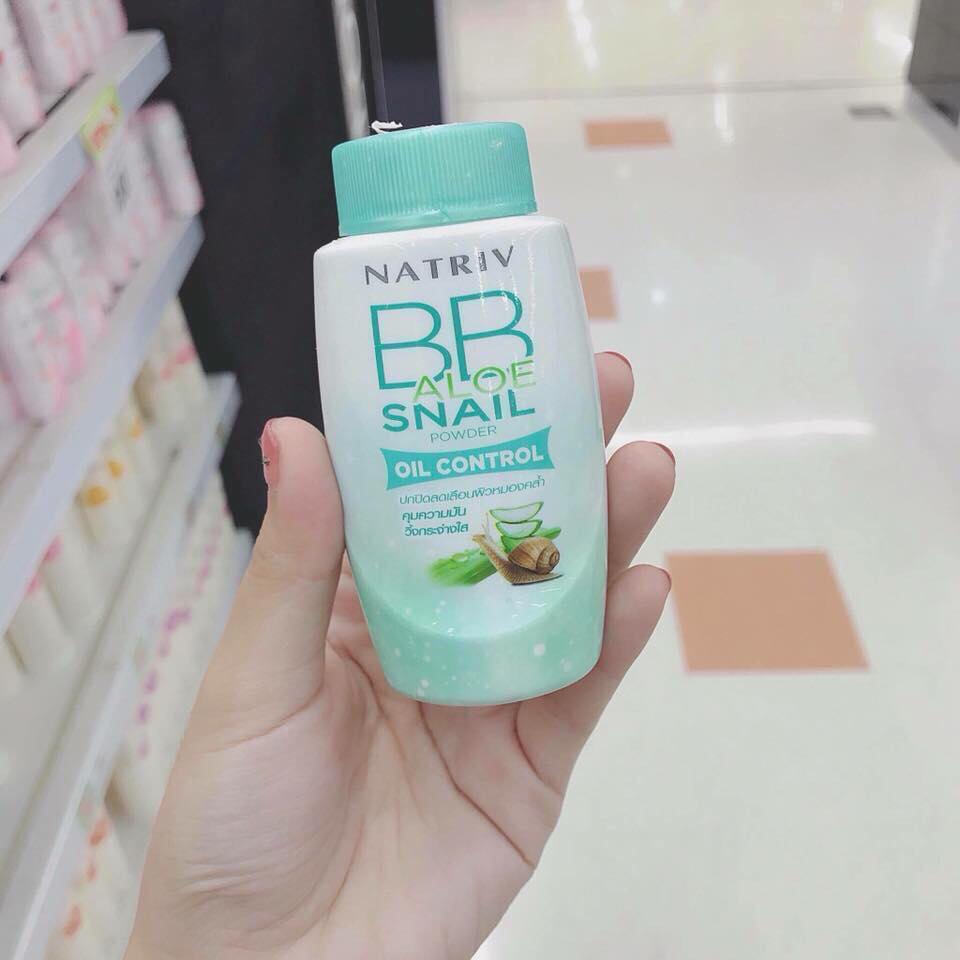 NATRIV
BB
ALOE
SNAIL
POWDER
OIL CONTROL
ปกปิดลดเลือนผิวหมองคล้ำ
คุมความมัน
วิ้งกระจ่างใส